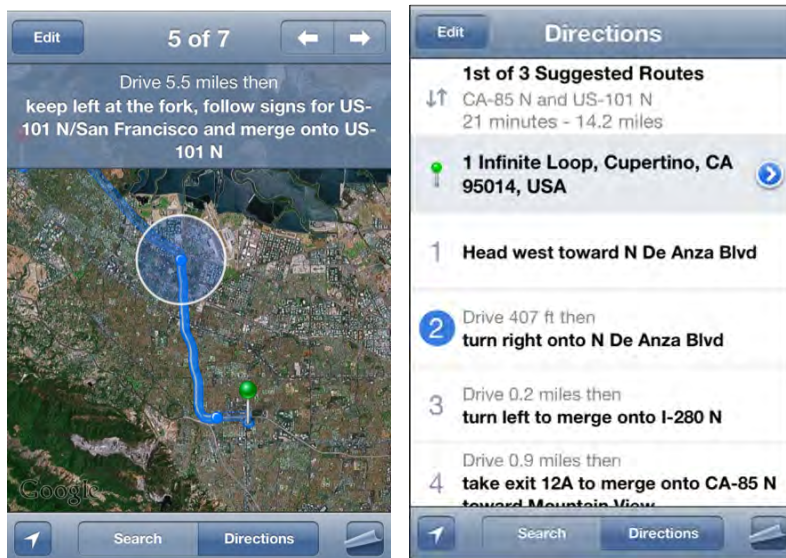 Edit
5 of 7
Drive 5.5 miles then
keep left at the fork, follow signs for US-
101 N/San Francisco and merge onto US-
101 N
Google
Search
Directions
Edit
Directions
1st of 3 Suggested Routes
CA-85 N and US-101 N
21 minutes - 14.2 miles
1 Infinite Loop, Cupertino, CA
95014, USA
1
Head west toward N De Anza Blvd
2
Drive 407 ft then
turn right onto N De Anza Blvd
3
Drive 0.2 miles then
turn left to merge onto I-280 N
4
Drive 0.9 miles then
take exit 12A to merge onto CA-85 N
toward Mountain View
Search
Directions